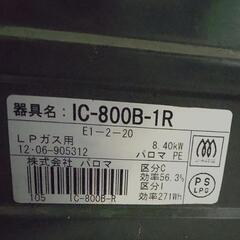 器具名: IC-800B-1R
E1-2-20
LPガス用 8.40kW
12.06-905312 パロマ PE
株式会社 パロマ 区分C
効率56.3%
区分I
105 IC-800B-R 効率271Wh
PS
LPG